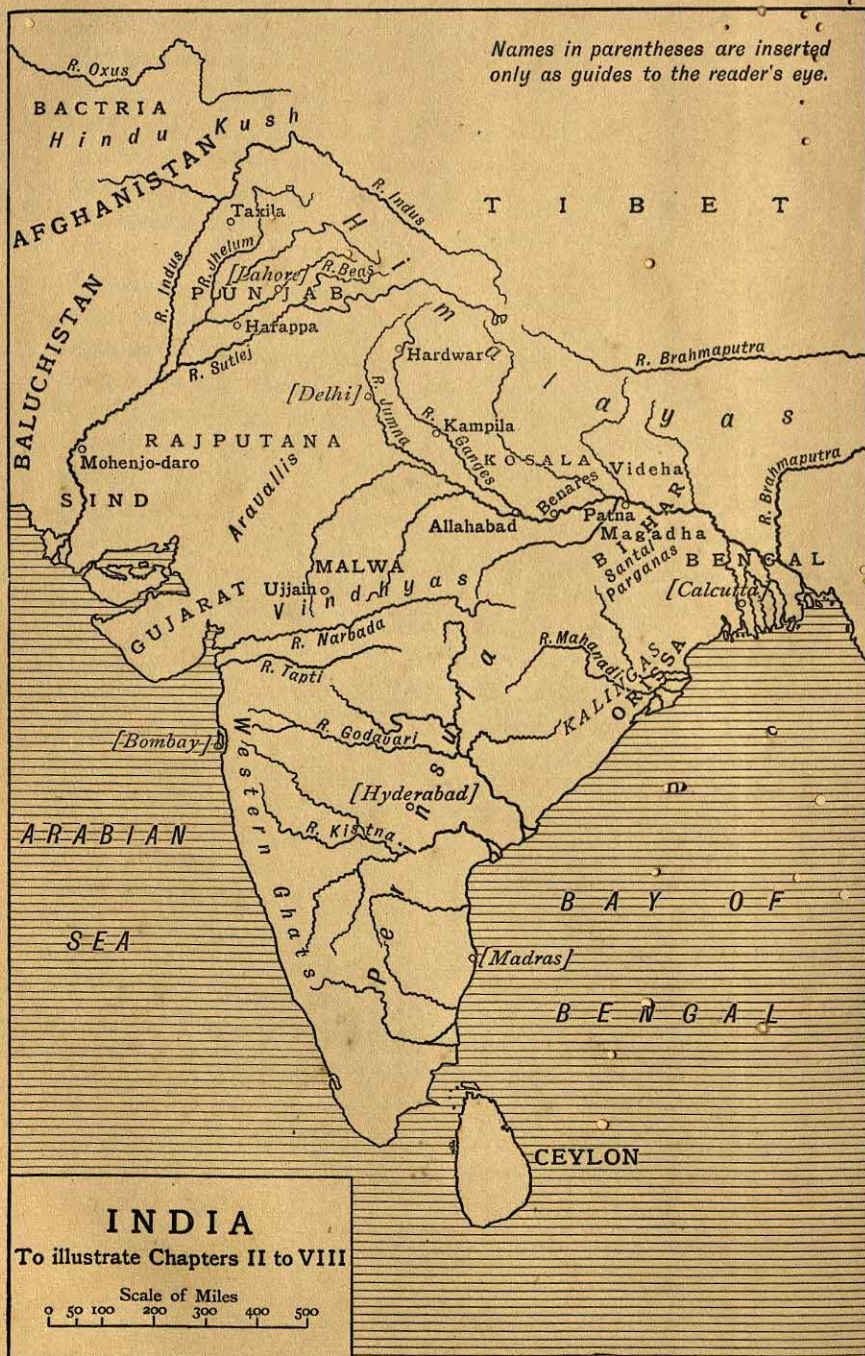 Names in parentheses are inserted
only as guides to the reader's eye.
R. Oxus
BACTRIA
Hindu Kush
AFGHANISTAN
R. Indus
TIBET
Taxila
R. Jhelum
Himalayas
[Lahore]
R. Beas
PUNJAB
R. Indus
BALUCHISTAN
Harappa
R. Sutlej
Hardwar
R. Brahmaputra
[Delhi]
R. Jumna
Kampila
R. Ganges
RAJPUTANA
Mohenjo-daro
KOSALA
Videha
R. Brahmaputra
SIND
Aravallis
Allahabad
Benares
Patna
Magadha
BIHAR
Santal
Parganas
BENGAL
MALWA
Ujjain
Vindhyas
[Calcutta]
GUJARAT
R. Narbada
R. Tapti
R. Mahanadi
KALINGAS
ORISSA
[Bombay]
Western Ghats
R. Godavari
[Hyderabad]
R. Kistna
Peninsula
ARABIAN
SEA
BAY OF
BENGAL
[Madras]
CEYLON
INDIA
To illustrate Chapters II to VIII
Scale of Miles
0 50 100 200 300 400 500